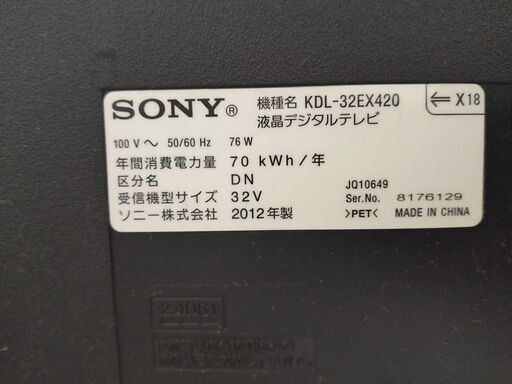 SONY® 機種名 KDL-32EX420
液晶デジタルテレビ
⇐ X18
100 V ～ 50/60 Hz 76 W
年間消費電力量 70 kWh/年
区分名 DN
受信機型サイズ 32V
ソニー株式会社 2012年製
JQ10649
Ser.No. 8176129
>PET< MADE IN CHINA
2.4DS1